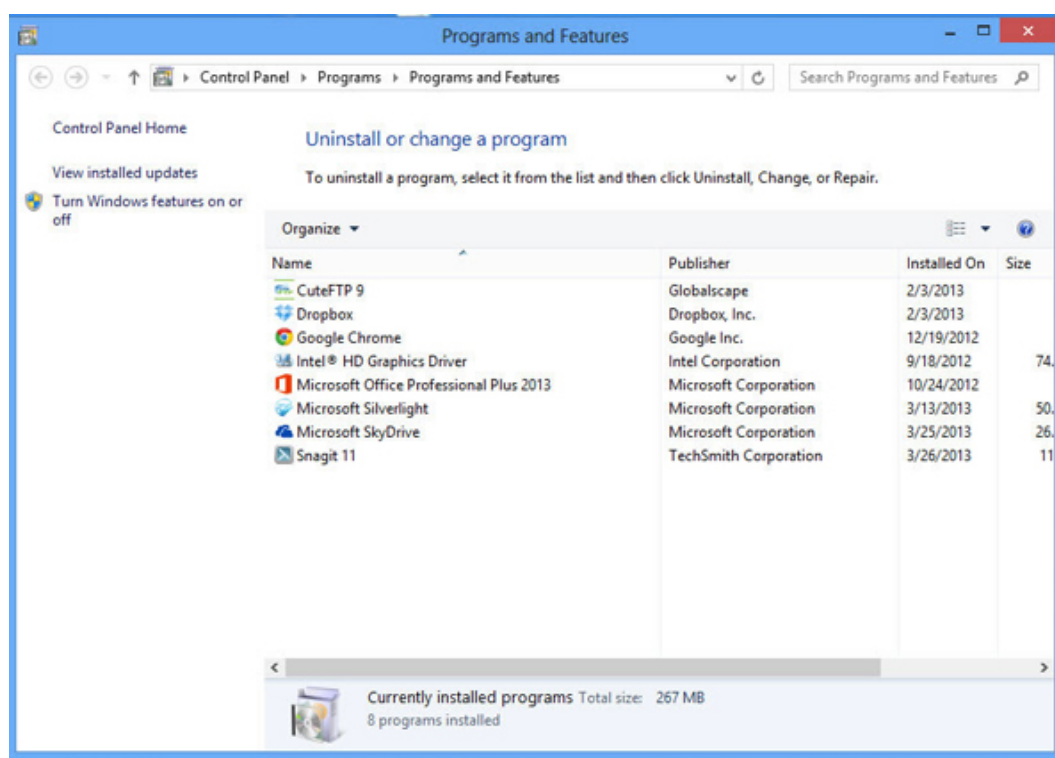 Programs and Features
Control Panel Programs Programs and Features
Search Programs and Features
Control Panel Home
View installed updates
Turn Windows features on or
off
Uninstall or change a program
To uninstall a program, select it from the list and then click Uninstall, Change, or Repair.
Organize
Name Publisher Installed On Size
CuteFTP 9 Globalscape 2/3/2013
Dropbox Dropbox, Inc. 2/3/2013
Google Chrome Google Inc. 12/19/2012
Intel® HD Graphics Driver Intel Corporation 9/18/2012 74.
Microsoft Office Professional Plus 2013 Microsoft Corporation 10/24/2012
Microsoft Silverlight Microsoft Corporation 3/13/2013 50.
Microsoft SkyDrive Microsoft Corporation 3/25/2013 26.
Snagit 11 TechSmith Corporation 3/26/2013 11
Currently installed programs Total size: 267 MB
8 programs installed